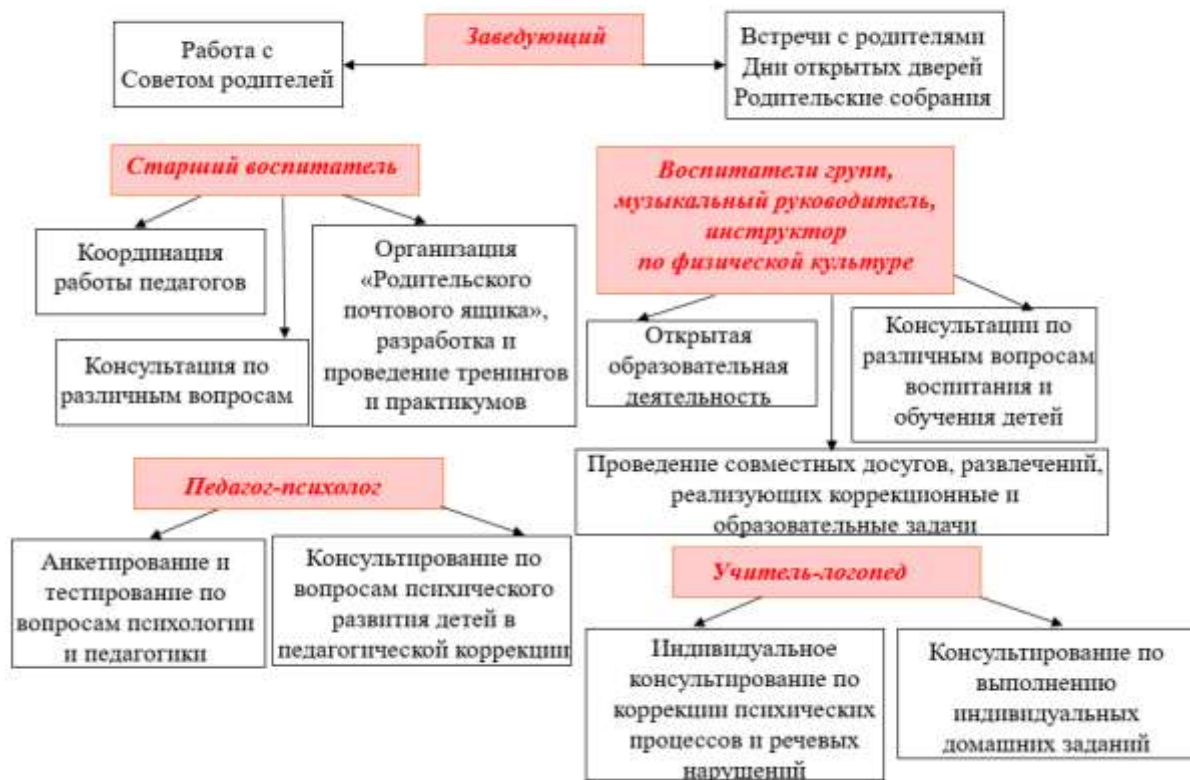 Заведующий
Работа с
Советом родителей
Встречи с родителями
Дни открытых дверей
Родительские собрания
Старший воспитатель
Координация
работы педагогов
Консультация по
различным вопросам
Организация
«Родительского
почтового ящика»,
разработка и
проведение тренингов
и практикумов
Воспитатели групп,
музыкальный руководитель,
инструктор
по физической культуре
Открытая
образовательная
деятельность
Консультации по
различным вопросам
воспитания и
обучения детей
Проведение совместных досугов, развлечений,
реализующих коррекционные и
образовательные задачи
Педагог-психолог
Анкетирование и
тестирование по
вопросам психологии
и педагогики
Консультирование по
вопросам психического
развития детей в
педагогической коррекции
Учитель-логопед
Индивидуальное
консультирование по
коррекции психических
процессов и речевых
нарушений
Консультирование по
выполнению
индивидуальных
домашних заданий